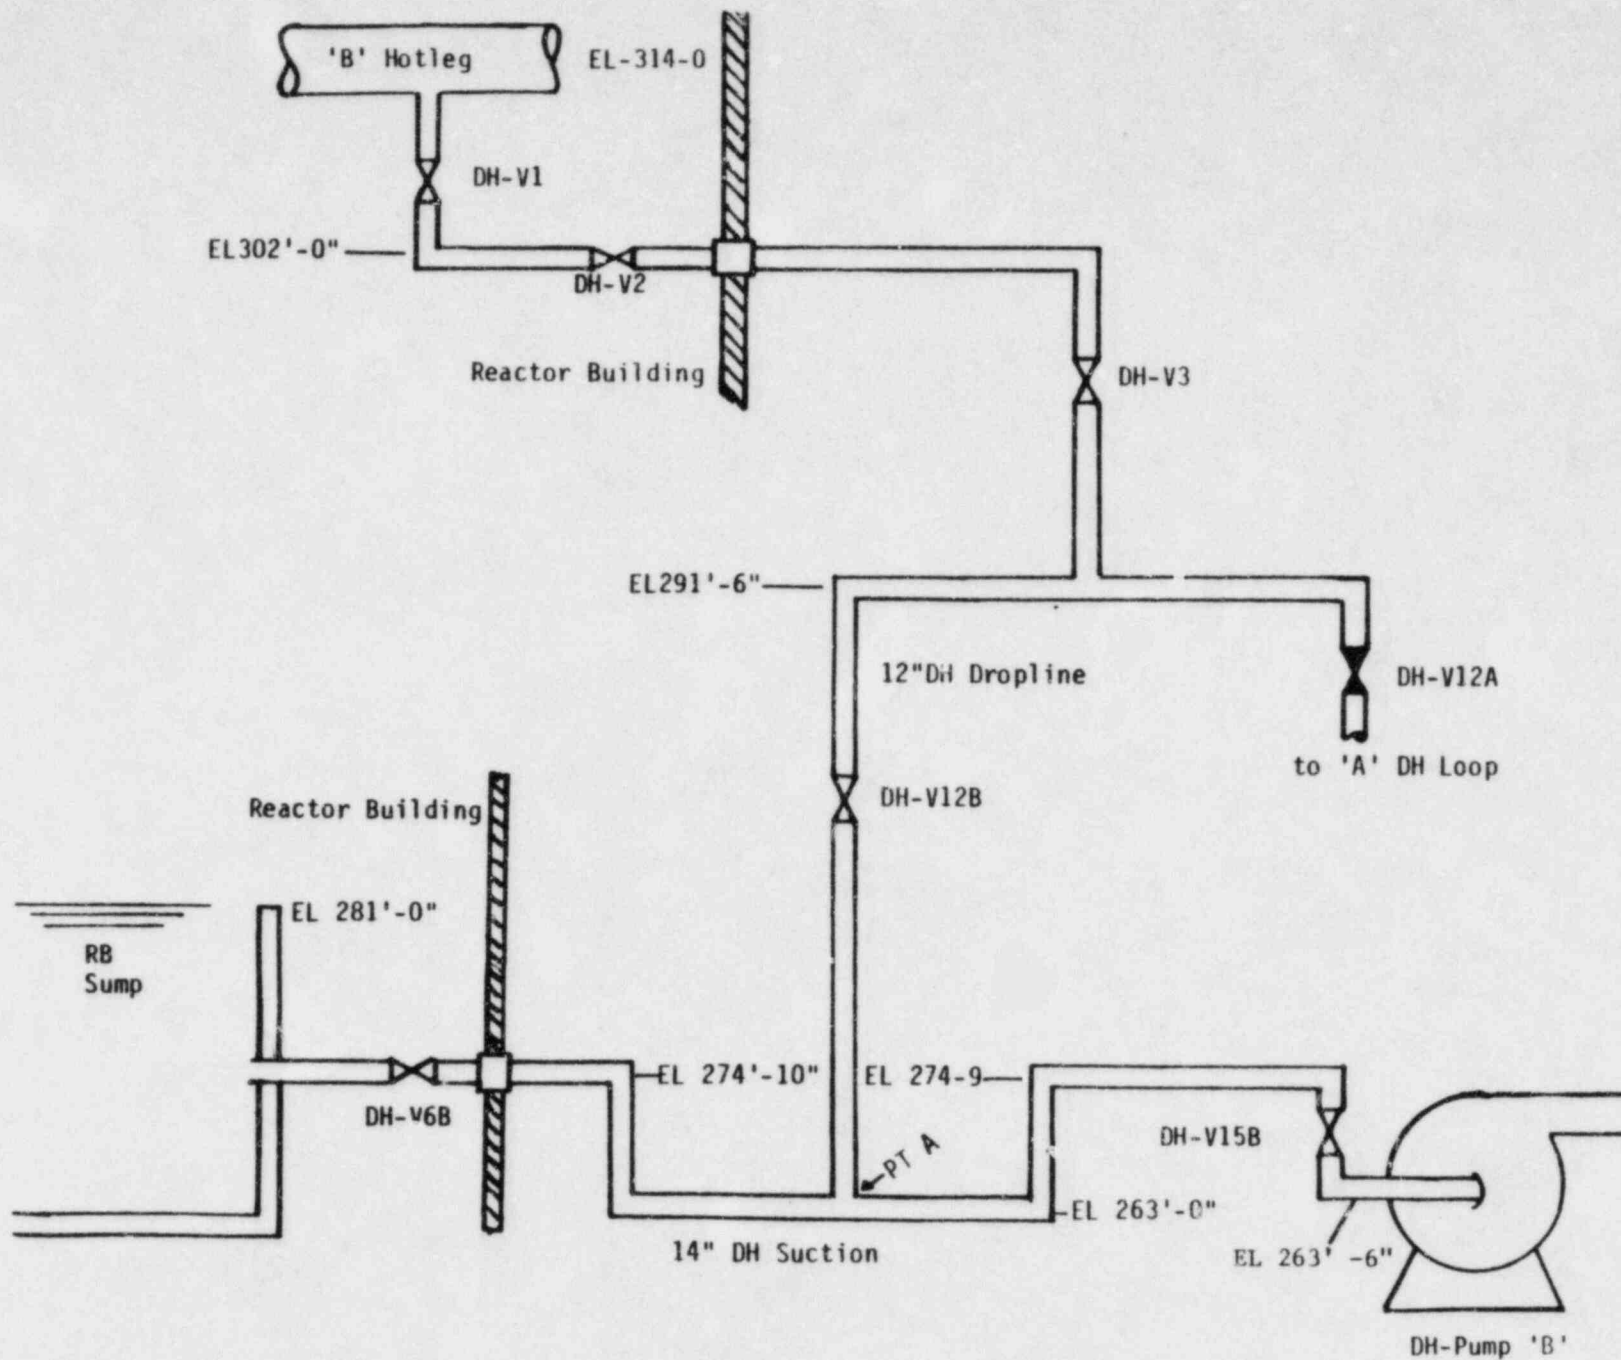 'B' Hotleg
EL-314-0
DH-V1
EL302'-0"
DH-V2
Reactor Building
DH-V3
EL291'-6"
12"DH Dropline
DH-V12A
to 'A' DH Loop
Reactor Building
DH-V12B
EL 281'-0"
RB
Sump
EL 274'-10"
EL 274-9
DH-V6B
DH-V15B
PT A
EL 263'-0"
14" DH Suction
EL 263' -6"
DH-Pump 'B'